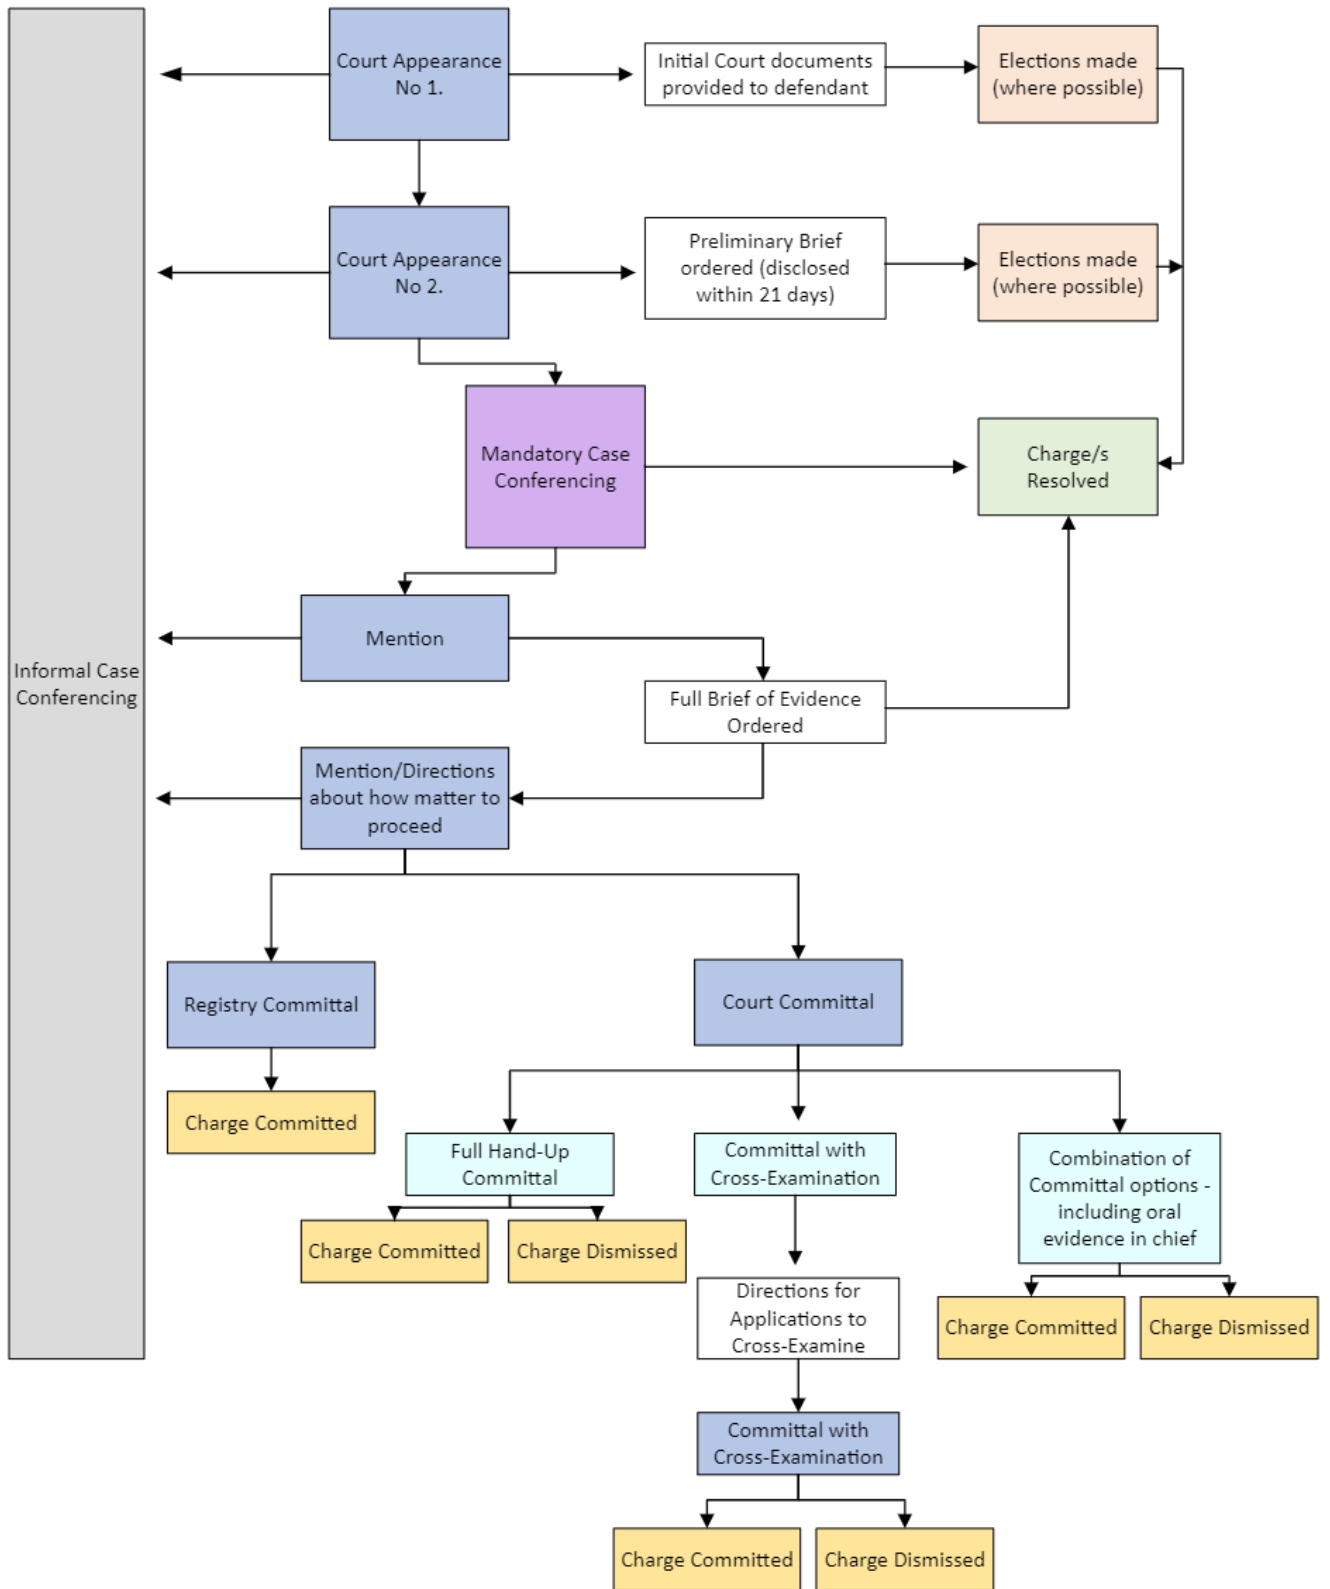 Court Appearance
No 1.
Initial Court documents
provided to defendant
Elections made
(where possible)
Court Appearance
No 2.
Preliminary Brief
ordered (disclosed
within 21 days)
Elections made
(where possible)
Mandatory Case
Conferencing
Charge/s
Resolved
Mention
Informal Case
Conferencing
Full Brief of Evidence
Ordered
Mention/Directions
about how matter to
proceed
Registry Committal
Court Committal
Charge Committed
Full Hand-Up
Committal
Committal with
Cross-Examination
Combination of
Committal options -
including oral
evidence in chief
Charge Committed
Charge Dismissed
Directions for
Applications to
Cross-Examine
Charge Committed
Charge Dismissed
Committal with
Cross-Examination
Charge Committed
Charge Dismissed